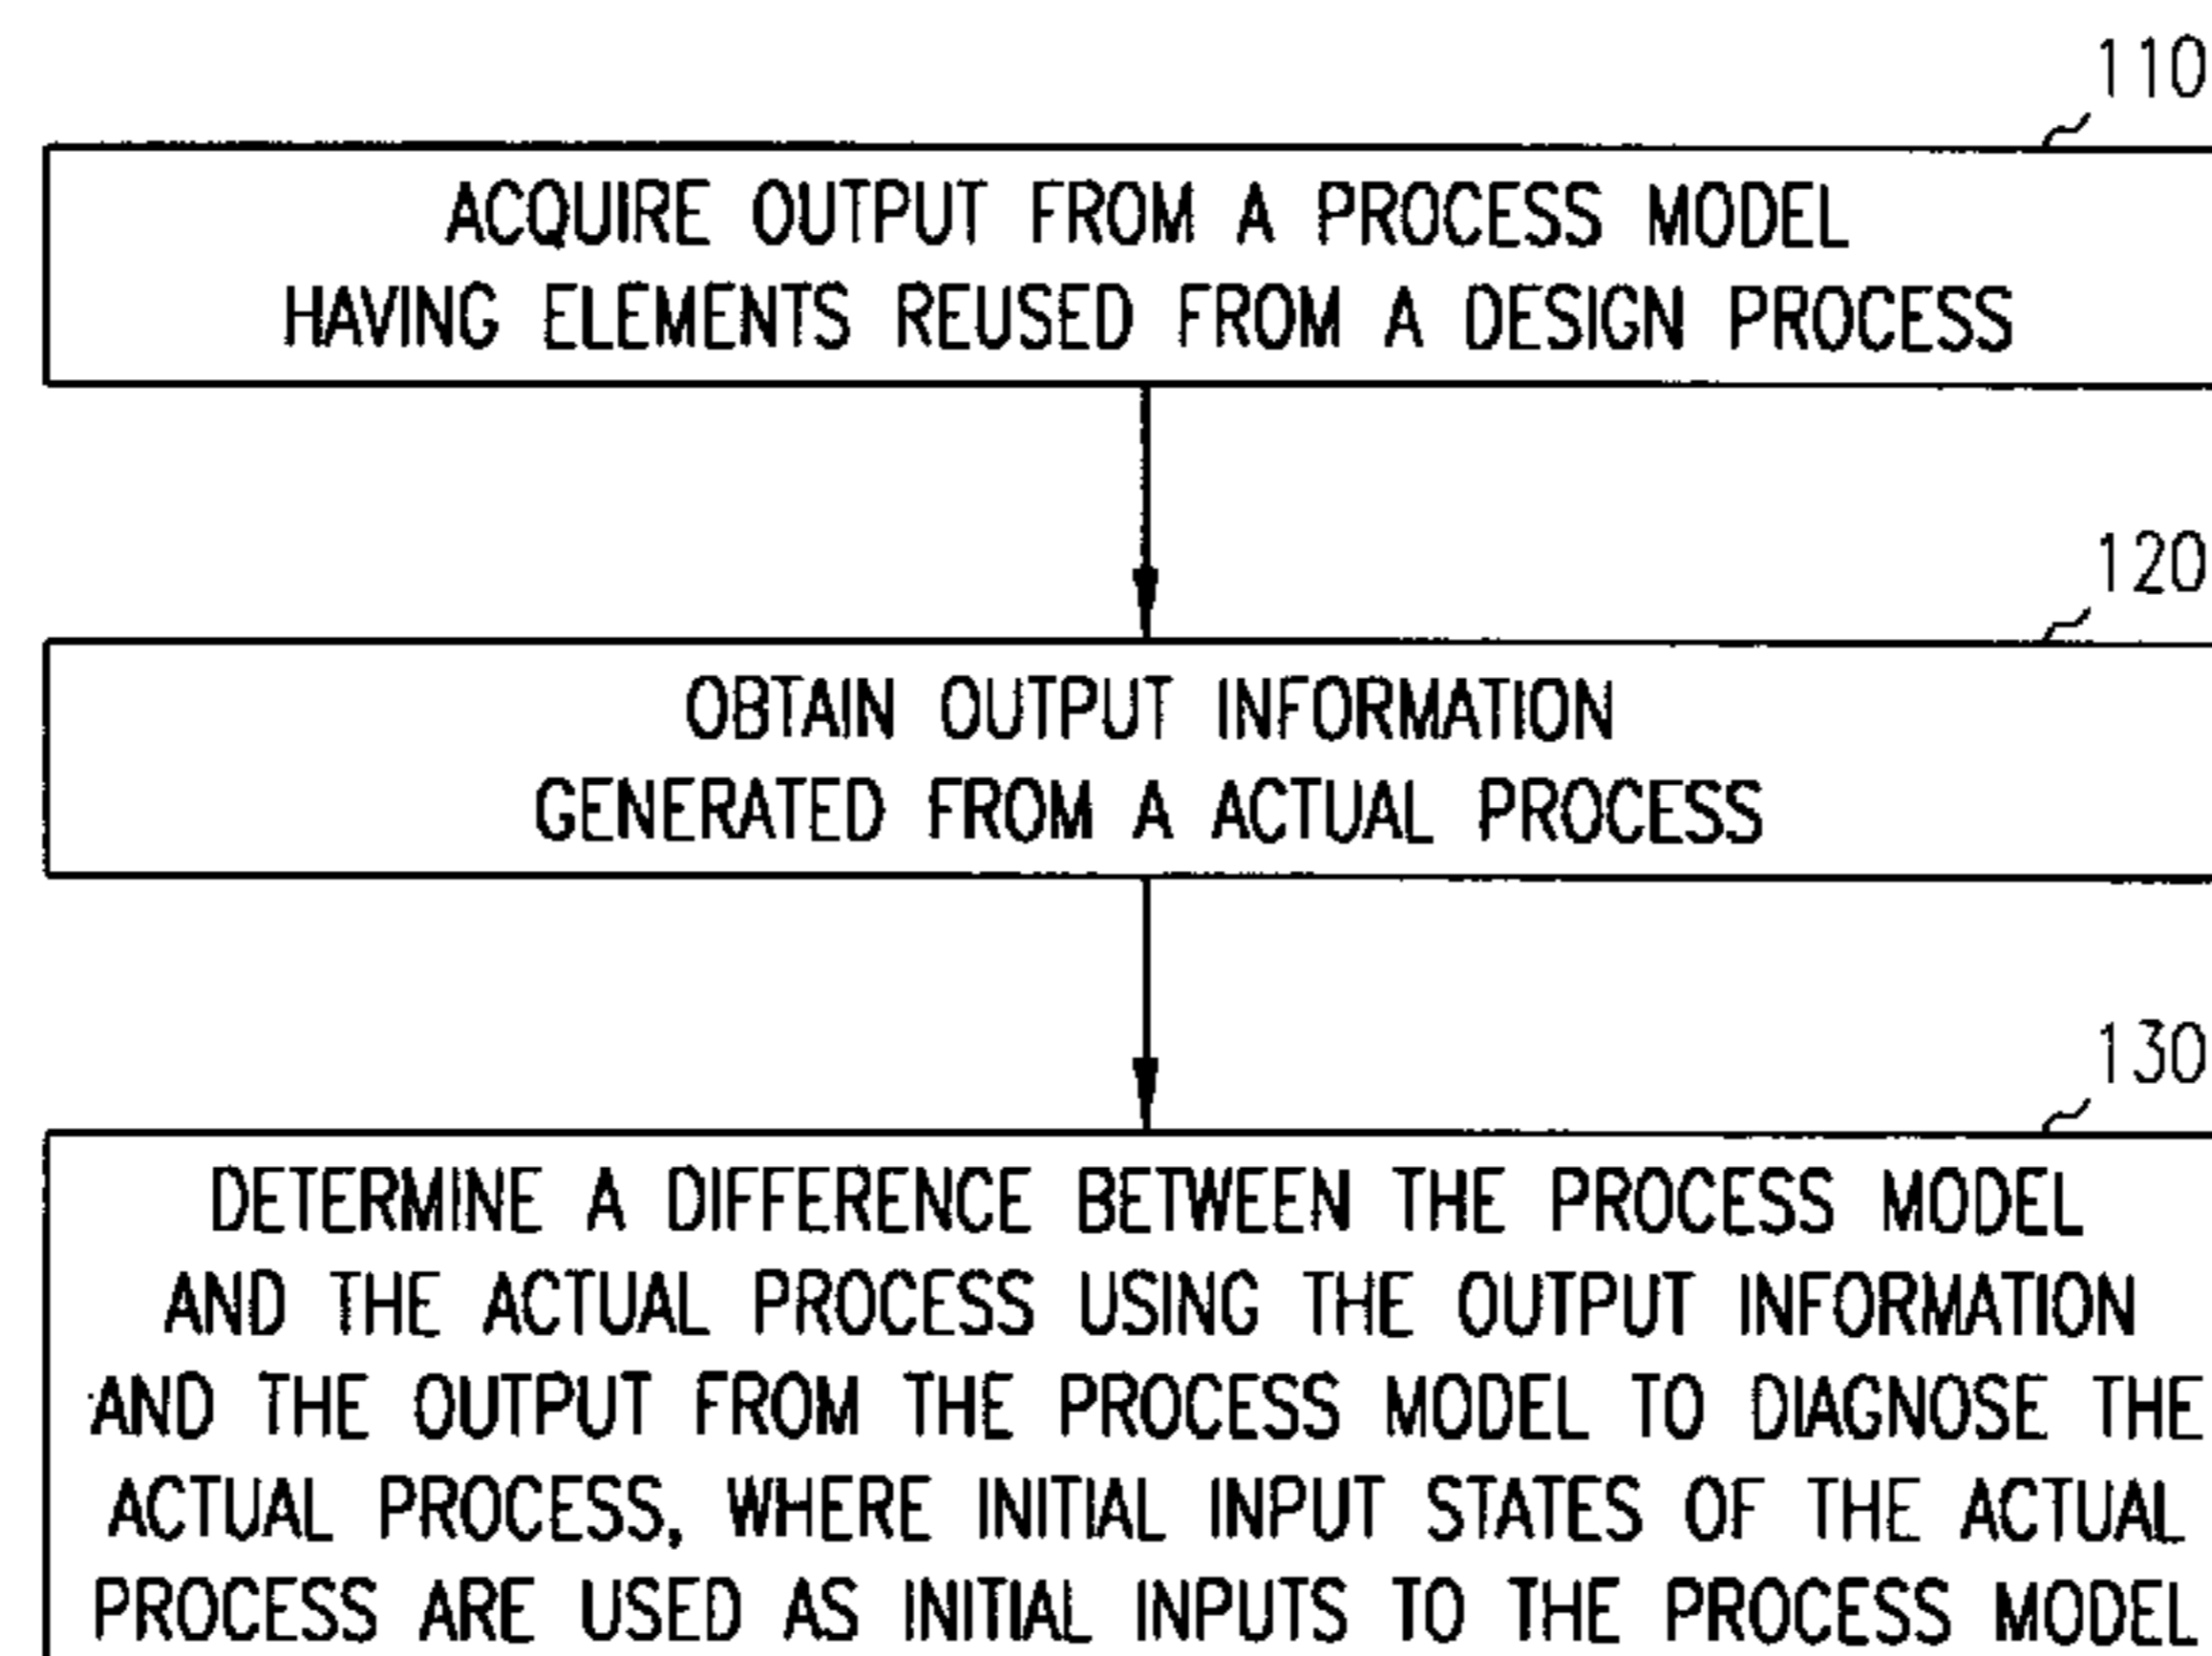 110
ACQUIRE OUTPUT FROM A PROCESS MODEL
HAVING ELEMENTS REUSED FROM A DESIGN PROCESS
120
OBTAIN OUTPUT INFORMATION
GENERATED FROM A ACTUAL PROCESS
130
DETERMINE A DIFFERENCE BETWEEN THE PROCESS MODEL
AND THE ACTUAL PROCESS USING THE OUTPUT INFORMATION
AND THE OUTPUT FROM THE PROCESS MODEL TO DIAGNOSE THE
ACTUAL PROCESS, WHERE INITIAL INPUT STATES OF THE ACTUAL
PROCESS ARE USED AS INITIAL INPUTS TO THE PROCESS MODEL